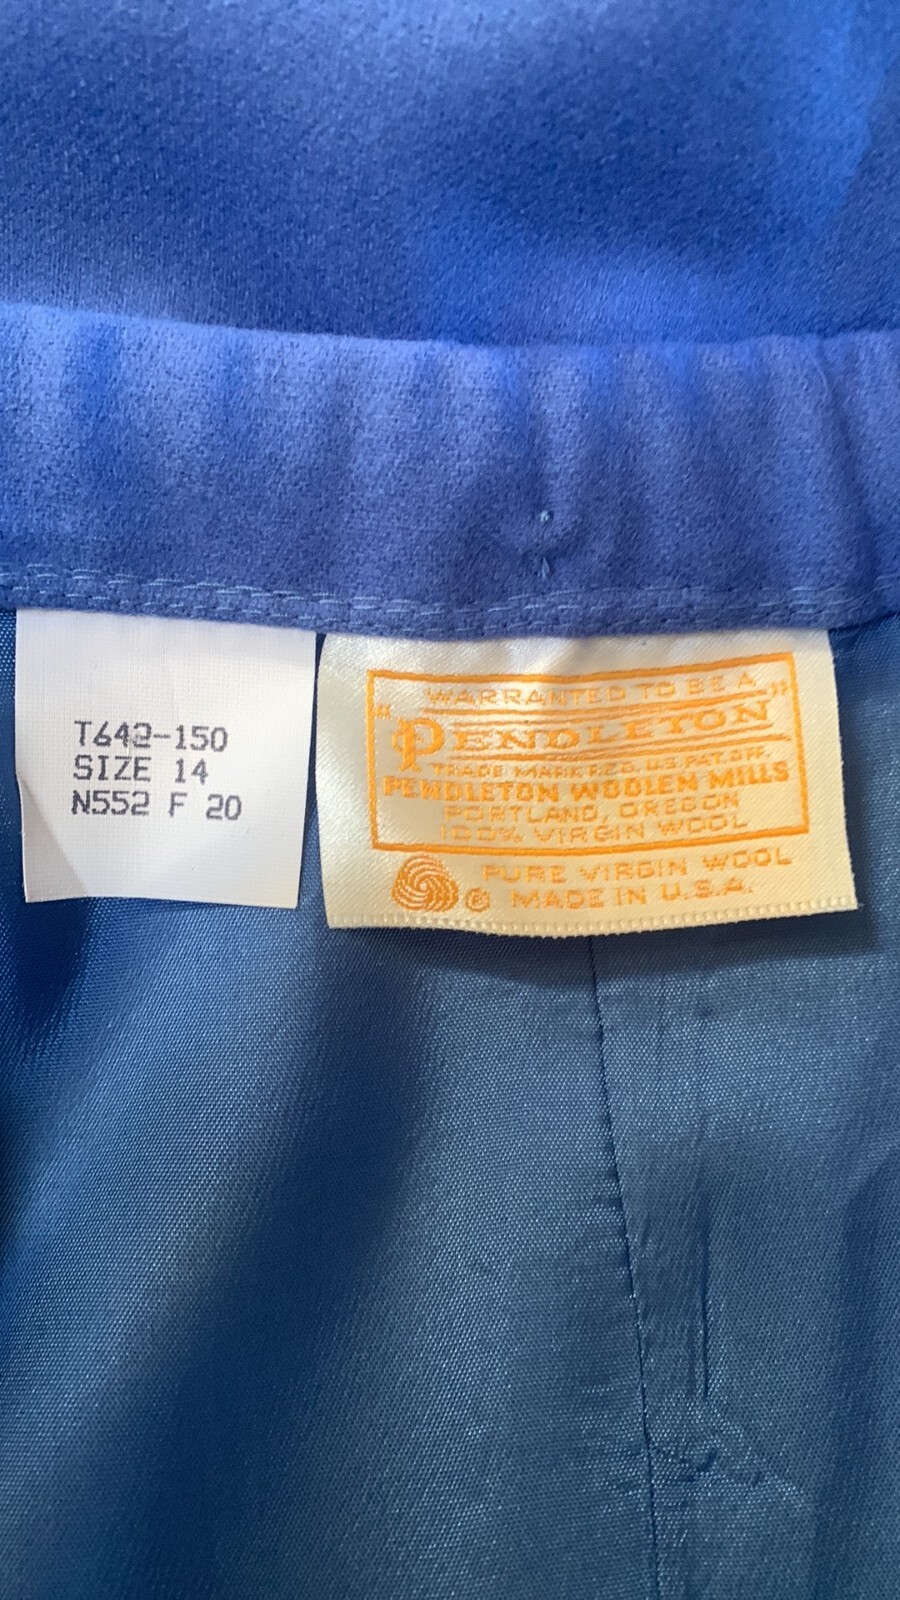 T642-150
SIZE 14
N552 F 20
WARRANTED TO BE A
"PENDLETON"
TRADE MARK REG. U.S. PAT. OFF.
PENDLETON WOOLEN MILLS
PORTLAND, OREGON
100% VIRGIN WOOL
PURE VIRGIN WOOL
® MADE IN U.S.A.